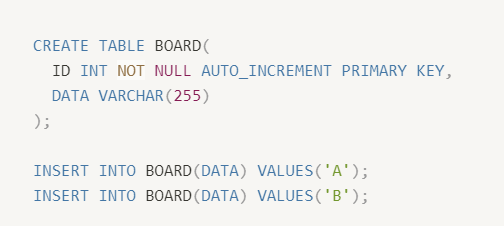 CREATE TABLE BOARD(
  ID INT NOT NULL AUTO_INCREMENT PRIMARY KEY,
  DATA VARCHAR(255)
);

INSERT INTO BOARD(DATA) VALUES('A');
INSERT INTO BOARD(DATA) VALUES('B');